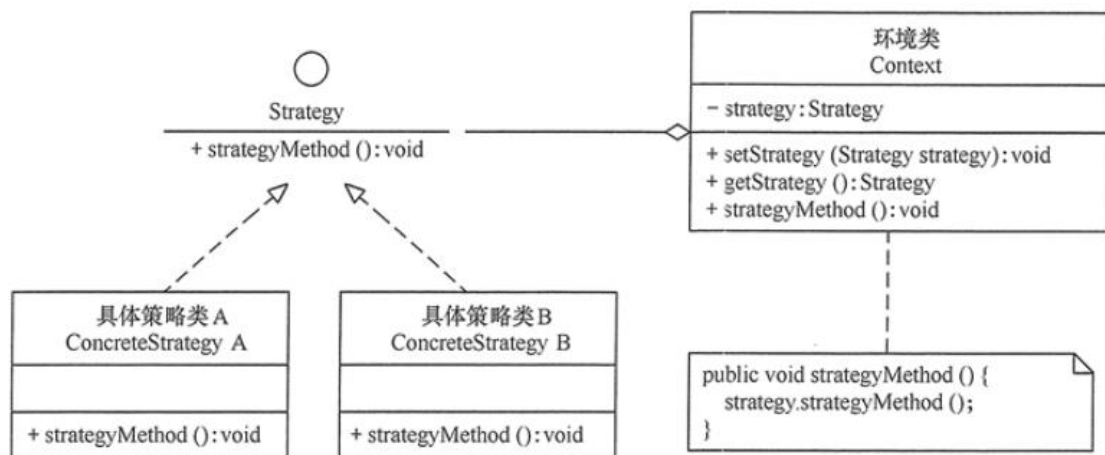 Strategy
+ strategyMethod (): void
环境类
Context
- strategy: Strategy
+ setStrategy (Strategy strategy): void
+ getStrategy (): Strategy
+ strategyMethod (): void
具体策略类A
ConcreteStrategy A
+ strategyMethod (): void
具体策略类B
ConcreteStrategy B
+ strategyMethod (): void
public void strategyMethod () {
strategy.strategyMethod ();
}